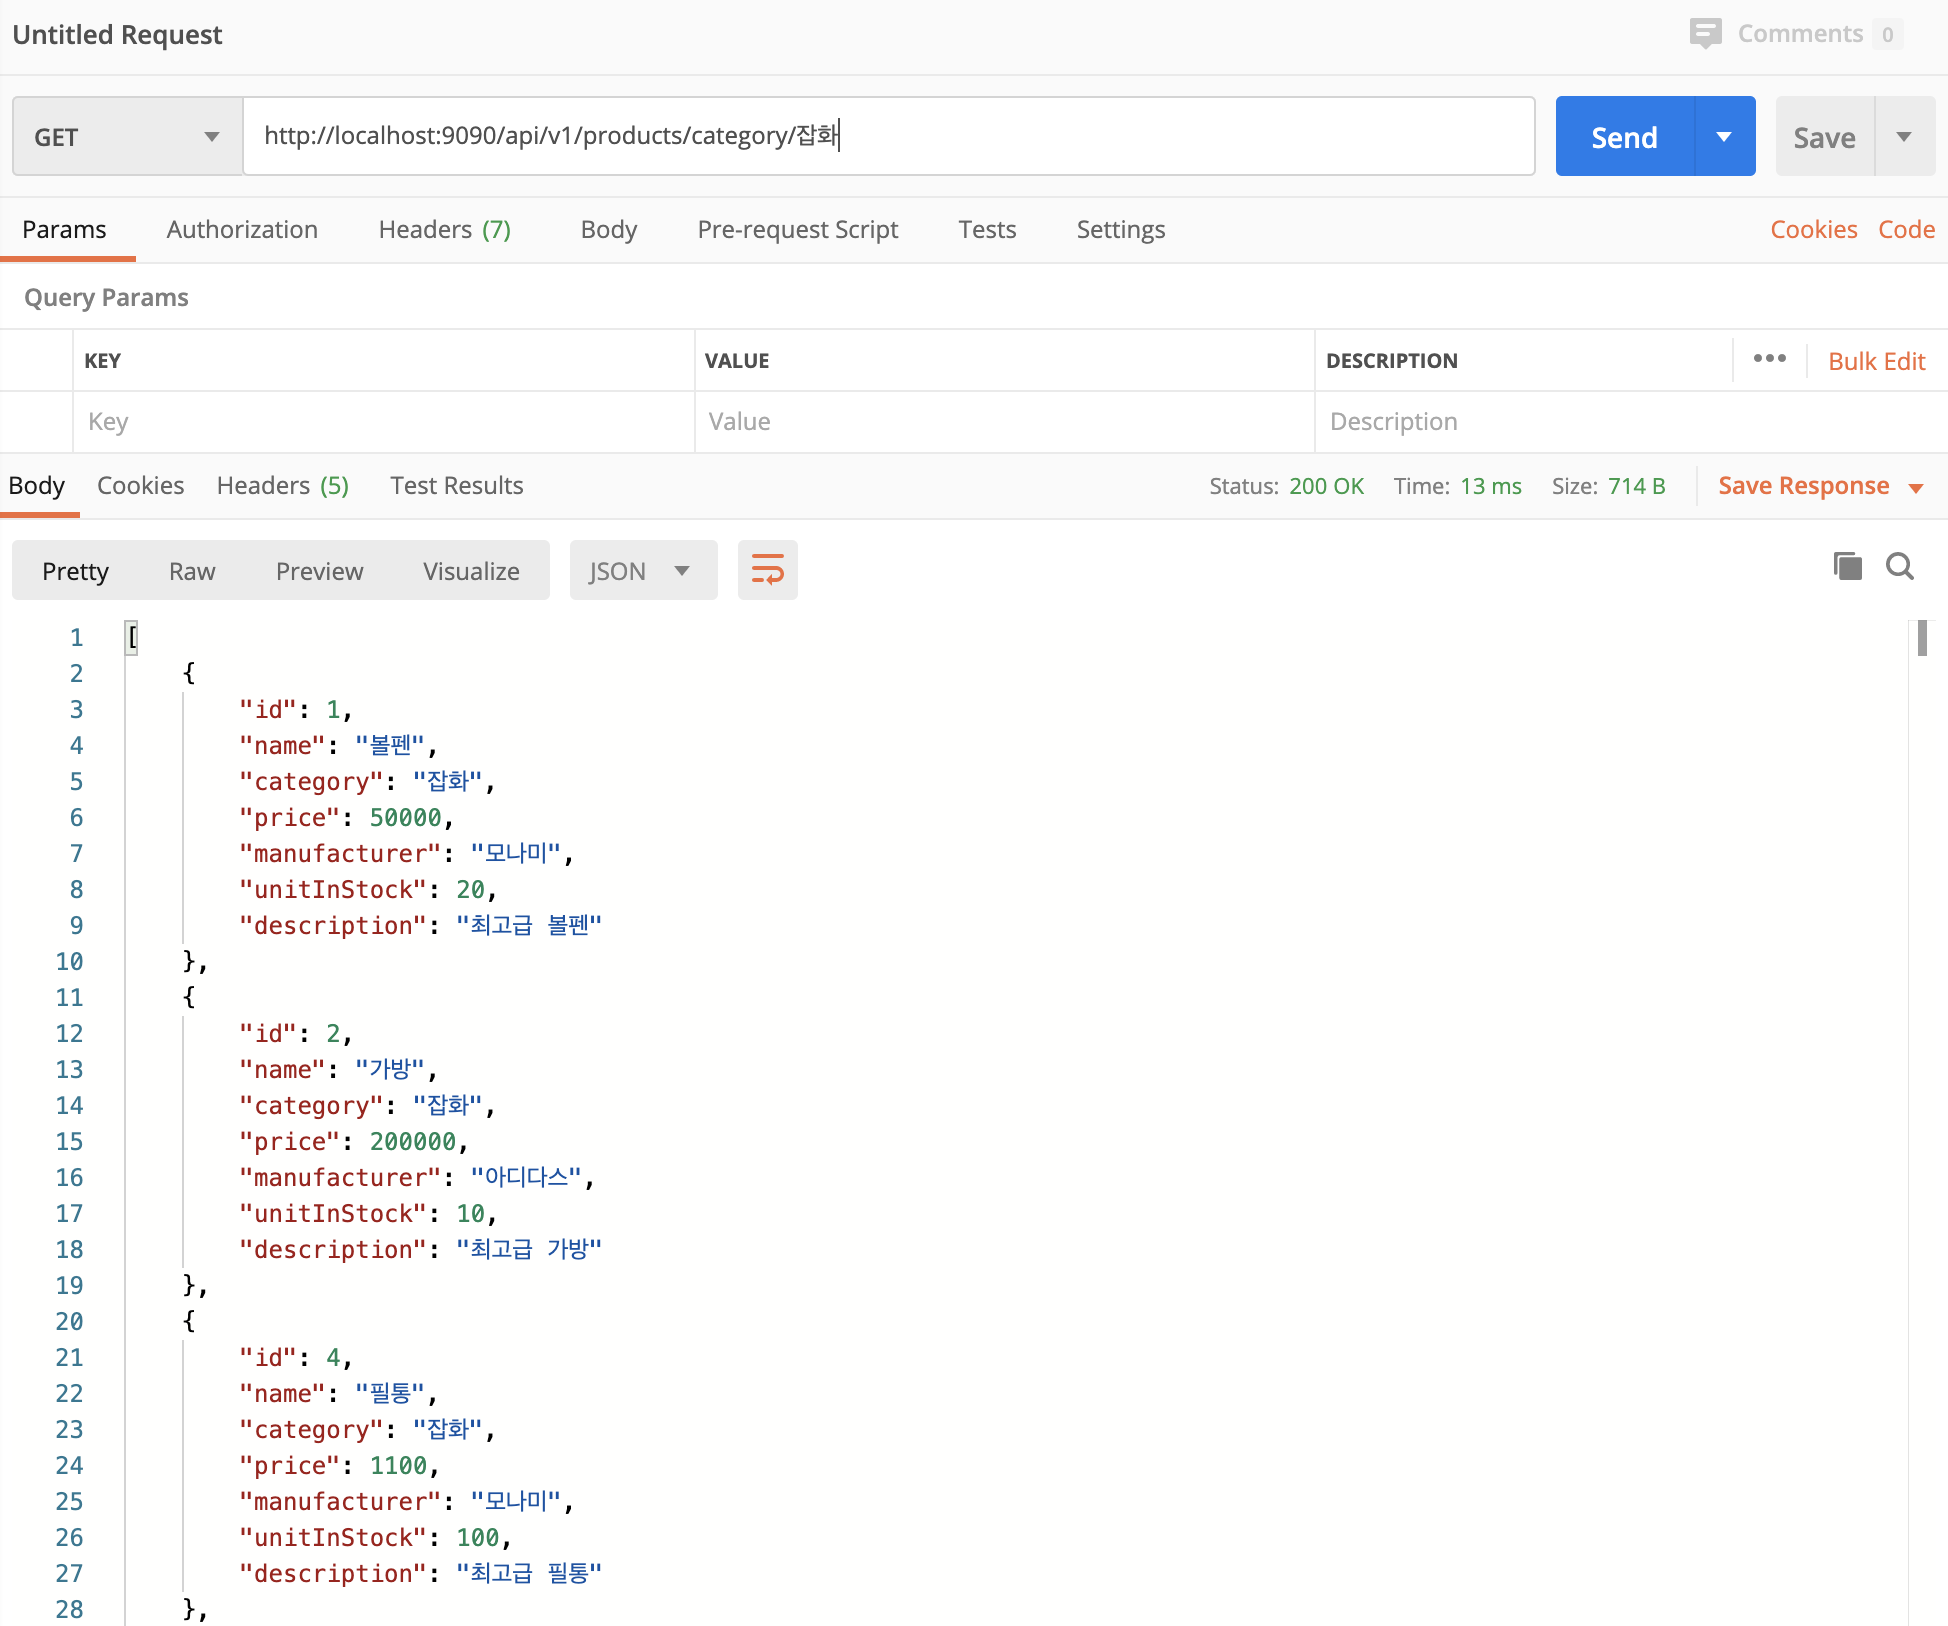 Untitled Request
Comments 0
GET http://localhost:9090/api/v1/products/category/잡화 Send Save
Params Authorization Headers (7) Body Pre-request Script Tests Settings Cookies Code
Query Params
KEY VALUE DESCRIPTION ••• Bulk Edit
Key Value Description
Body Cookies Headers (5) Test Results Status: 200 OK Time: 13 ms Size: 714 B Save Response
Pretty Raw Preview Visualize JSON
1 [
2 {
3 "id": 1,
4 "name": "볼펜",
5 "category": "잡화",
6 "price": 50000,
7 "manufacturer": "모나미",
8 "unitInStock": 20,
9 "description": "최고급 볼펜"
10 },
11 {
12 "id": 2,
13 "name": "가방",
14 "category": "잡화",
15 "price": 200000,
16 "manufacturer": "아디다스",
17 "unitInStock": 10,
18 "description": "최고급 가방"
19 },
20 {
21 "id": 4,
22 "name": "필통",
23 "category": "잡화",
24 "price": 1100,
25 "manufacturer": "모나미",
26 "unitInStock": 100,
27 "description": "최고급 필통"
28 },